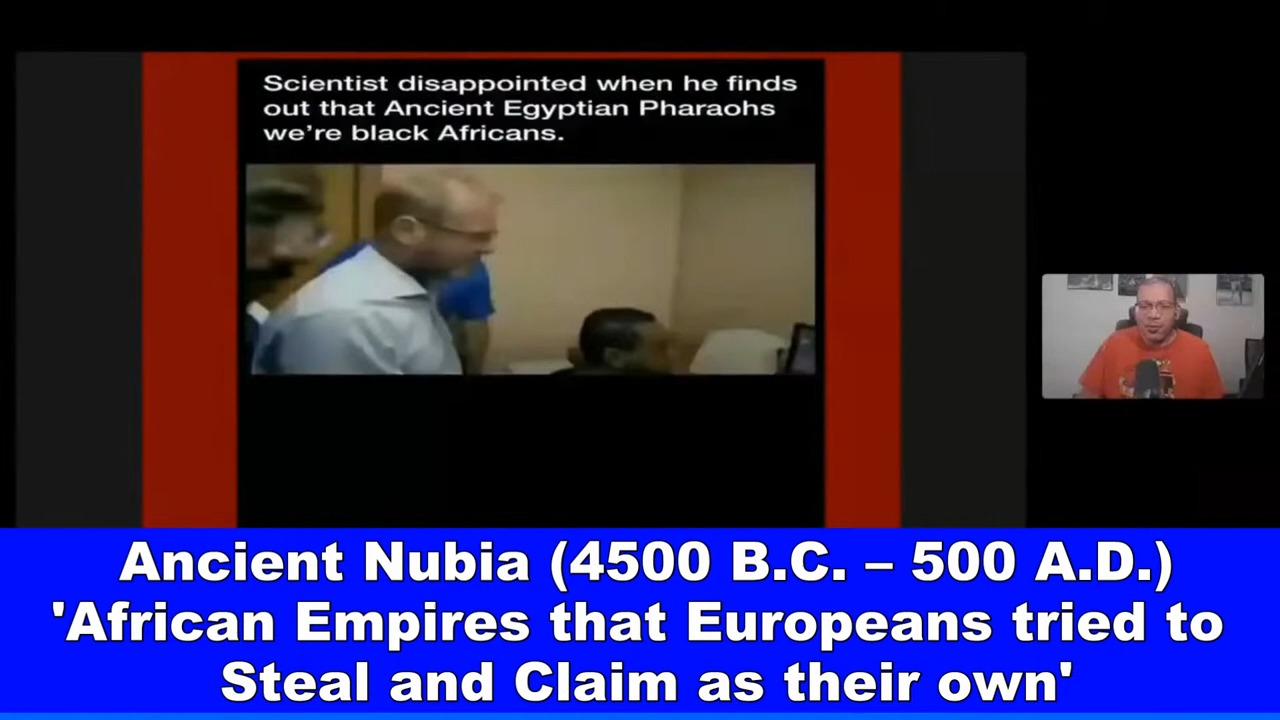 Scientist disappointed when he finds
out that Ancient Egyptian Pharaohs
we're black Africans.
Ancient Nubia (4500 B.C. – 500 A.D.)
'African Empires that Europeans tried to
Steal and Claim as their own'